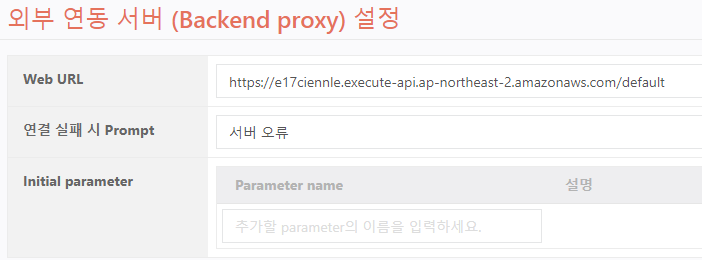 외부 연동 서버 (Backend proxy) 설정
Web URL
https://e17ciennle.execute-api.ap-northeast-2.amazonaws.com/default
연결 실패 시 Prompt
서버 오류
Initial parameter
Parameter name
설명
추가할 parameter의 이름을 입력하세요.